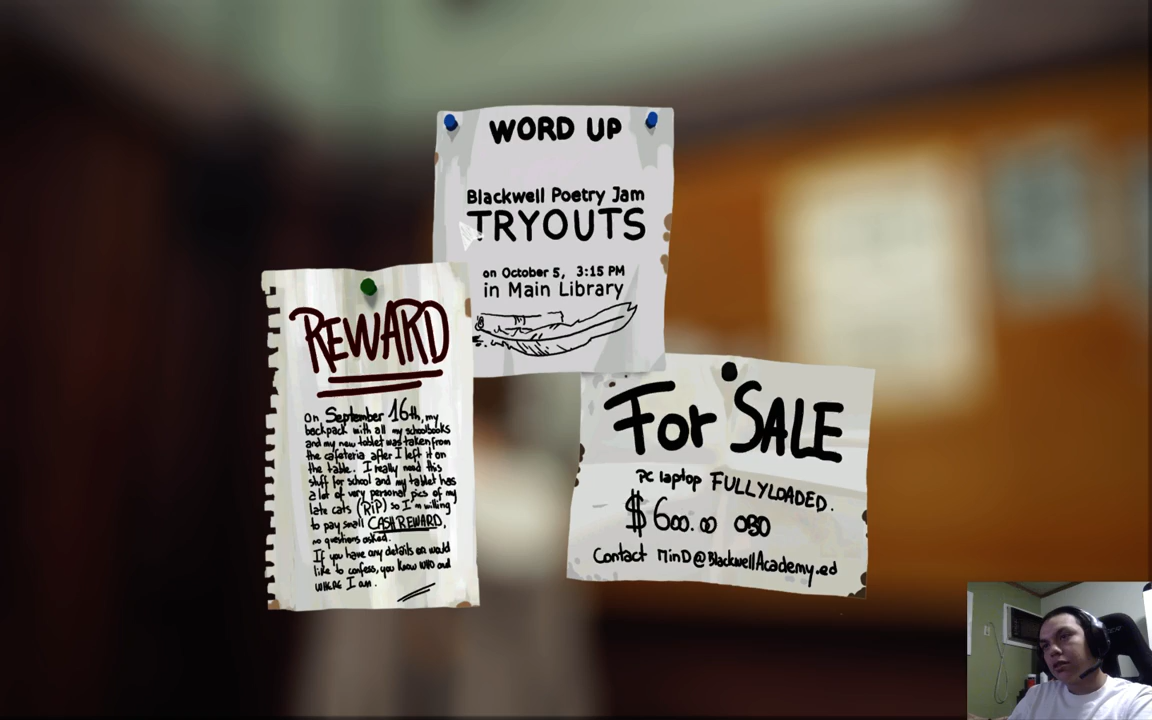 WORD UP
Blackwell Poetry Jam
TRYOUTS
on October 5, 3:15 PM
in Main Library
REWARD
On September 16th, my
backpack with all my schoolbooks
and my new tablet was taken from
the cafeteria after I left it on
the table. I really need this
stuff for school and my tablet has
a lot of very personal pics of my
late cats (RiP) so I'm willing
to pay small CASH REWARD,
no questions asked.
If you have any details or would
like to confess, you know WHO and
WHERE I am.
For SALE
PC laptop FULLYLOADED.
$600.00 OBO
Contact MinD@BlackwellAcademy.ed